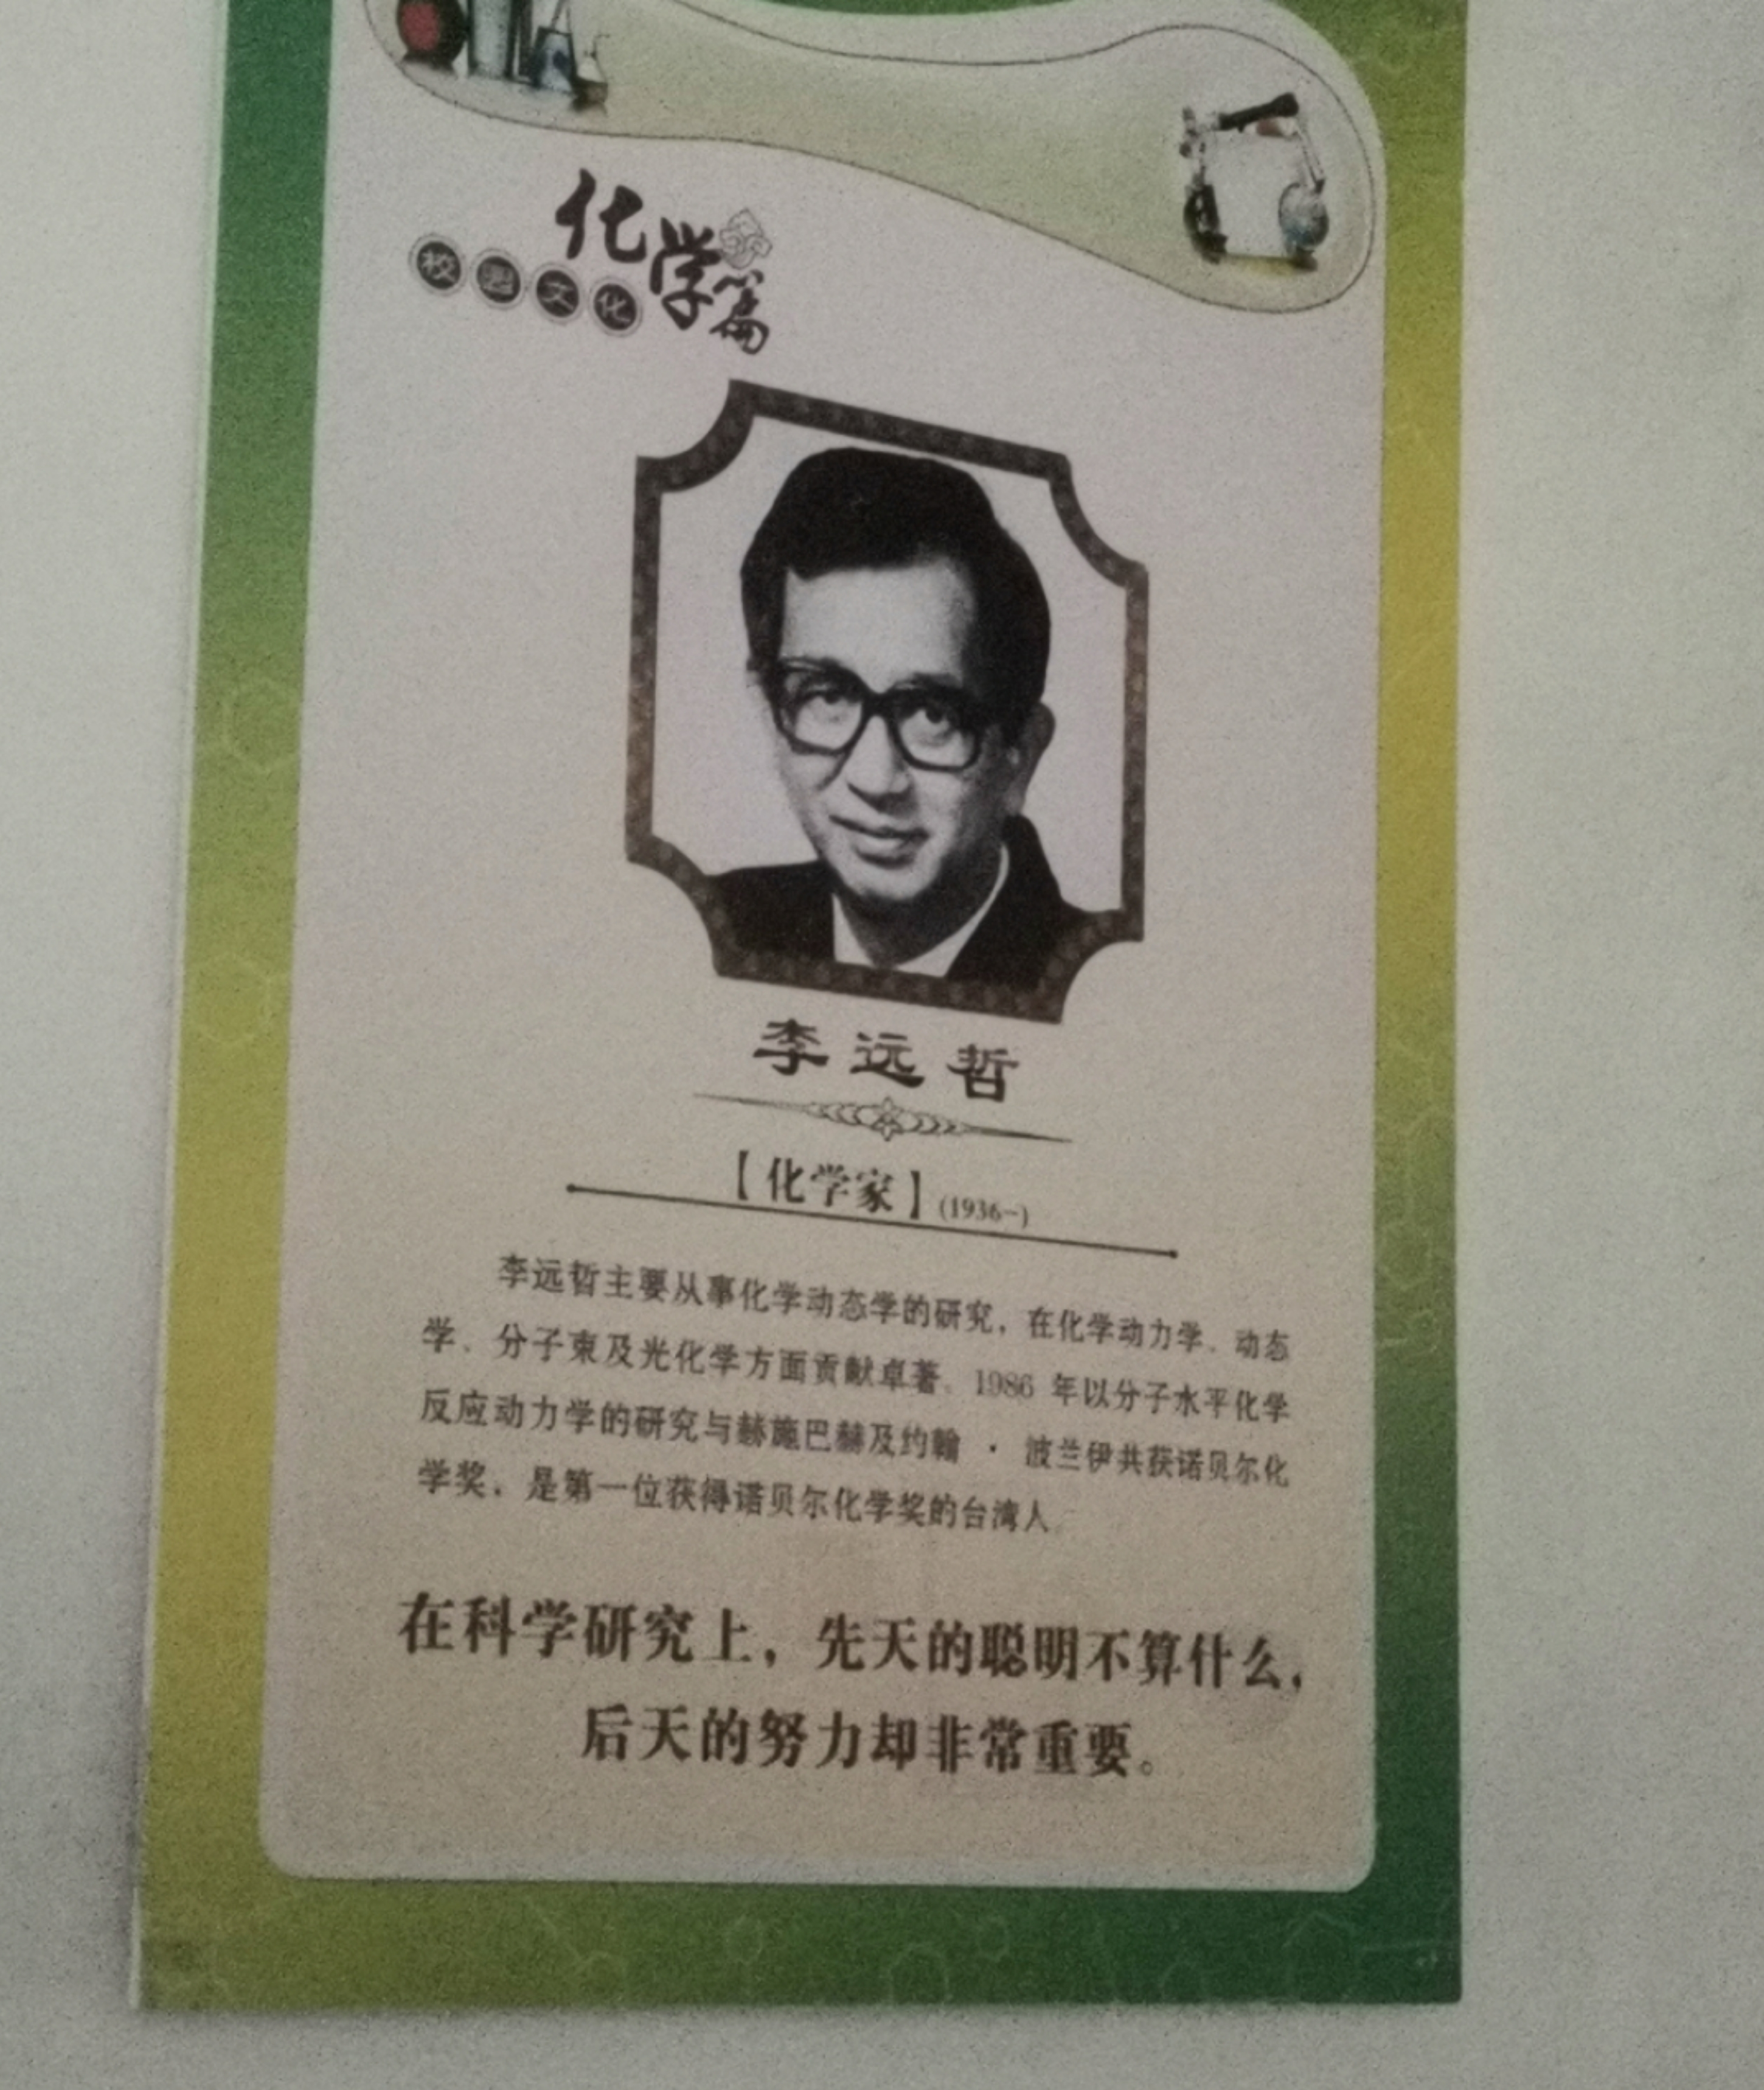 化学篇
校园文化
李远哲
【化学家】(1936-)
李远哲主要从事化学动态学的研究，在化学动力学、动态
学、分子束及光化学方面贡献卓著。1986 年以分子水平化学
反应动力学的研究与赫施巴赫及约翰 · 波兰伊共获诺贝尔化
学奖，是第一位获得诺贝尔化学奖的台湾人。
在科学研究上，先天的聪明不算什么，
后天的努力却非常重要。